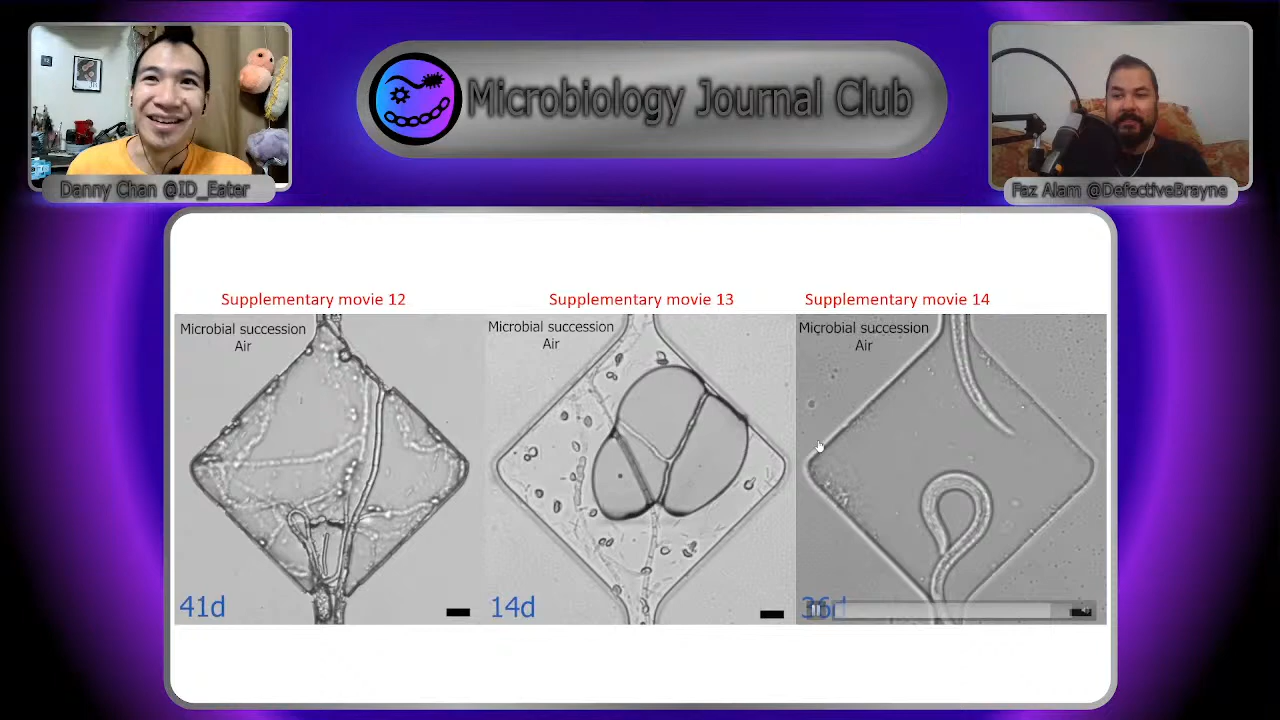 Microbiology Journal Club
Danny Chan @ID_Eater
Faz Alam @DefectiveBrayne
Supplementary movie 12
Supplementary movie 13
Supplementary movie 14
Microbial succession
Air
Microbial succession
Air
Microbial succession
Air
41d
14d
36d